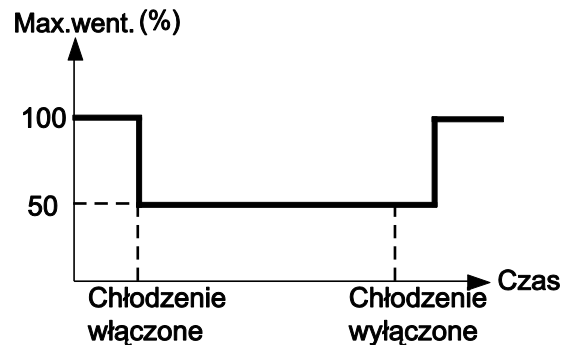 Max.went. (%)
100
50
Czas
Chłodzenie
włączone
Chłodzenie
wyłączone